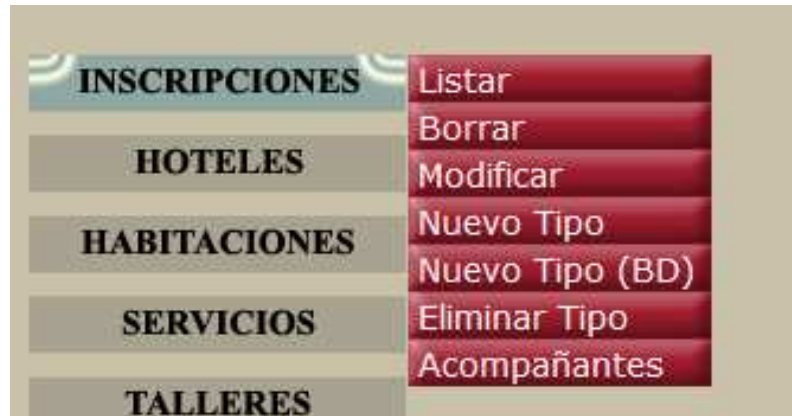 INSCRIPCIONES
HOTELES
HABITACIONES
SERVICIOS
TALLERES
Listar
Borrar
Modificar
Nuevo Tipo
Nuevo Tipo (BD)
Eliminar Tipo
Acompañantes